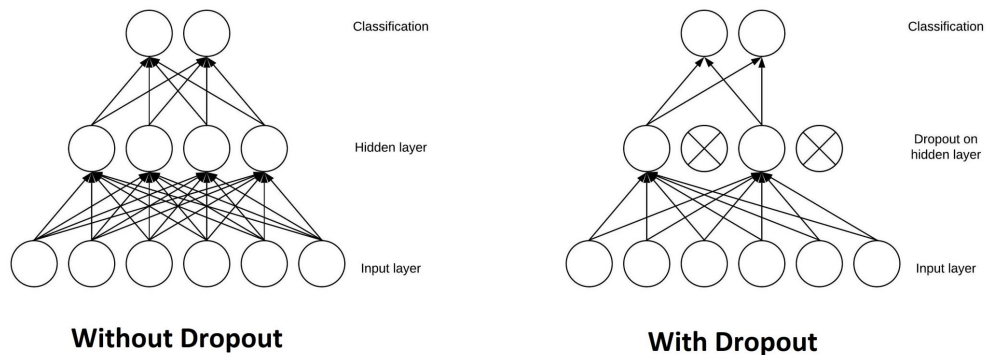 Classification
Hidden layer
Input layer
Without Dropout
Classification
Dropout on
hidden layer
Input layer
With Dropout